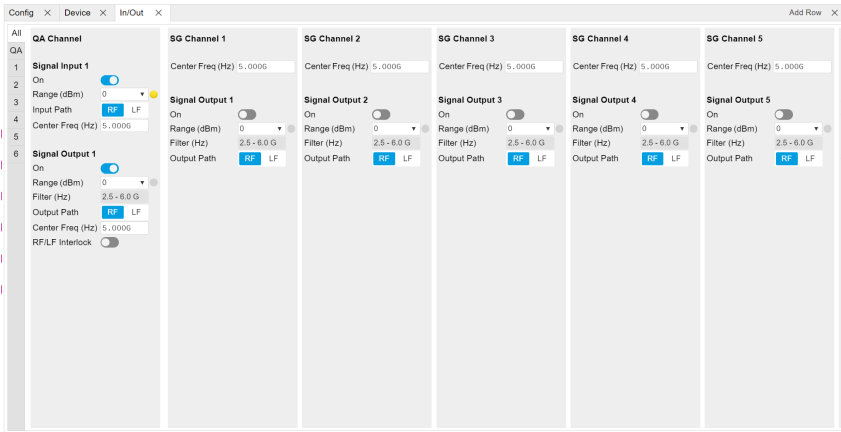 Config × Device × In/Out × Add Row ×
All
QA
1
2
3
4
5
6
QA Channel
Signal Input 1
On
Range (dBm) 0
Input Path RF LF
Center Freq (Hz) 5.000G
Signal Output 1
On
Range (dBm) 0
Filter (Hz) 2.5 - 6.0 G
Output Path RF LF
Center Freq (Hz) 5.000G
RF/LF Interlock
SG Channel 1
Center Freq (Hz) 5.000G
Signal Output 1
On
Range (dBm) 0
Filter (Hz) 2.5 - 6.0 G
Output Path RF LF
SG Channel 2
Center Freq (Hz) 5.000G
Signal Output 2
On
Range (dBm) 0
Filter (Hz) 2.5 - 6.0 G
Output Path RF LF
SG Channel 3
Center Freq (Hz) 5.000G
Signal Output 3
On
Range (dBm) 0
Filter (Hz) 2.5 - 6.0 G
Output Path RF LF
SG Channel 4
Center Freq (Hz) 5.000G
Signal Output 4
On
Range (dBm) 0
Filter (Hz) 2.5 - 6.0 G
Output Path RF LF
SG Channel 5
Center Freq (Hz) 5.000G
Signal Output 5
On
Range (dBm) 0
Filter (Hz) 2.5 - 6.0 G
Output Path RF LF